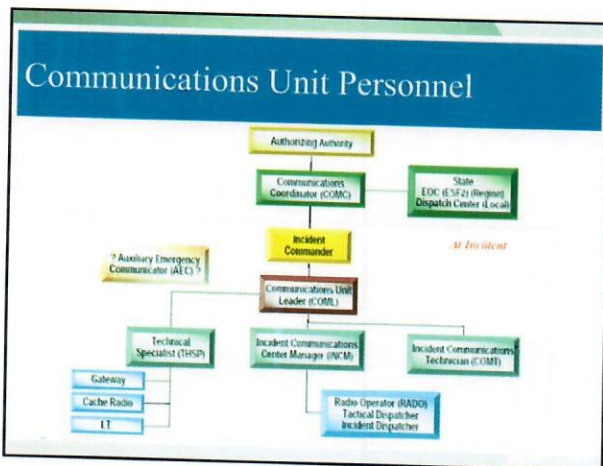 Communications Unit Personnel
Authorizing Authority
Communications
Coordinator (COMC)
State
EOC (ESF2) (Region)
Dispatch Center (Local)
Incident
Commander
At Incident
? Auxiliary Emergency
Communicator (AEC) ?
Communications Unit
Leader (COML)
Technical
Specialist (THSP)
Incident Communications
Center Manager (INCM)
Incident Communications
Technician (COMT)
Gateway
Cache Radio
I.T
Radio Operator (RADO)
Tactical Dispatcher
Incident Dispatcher